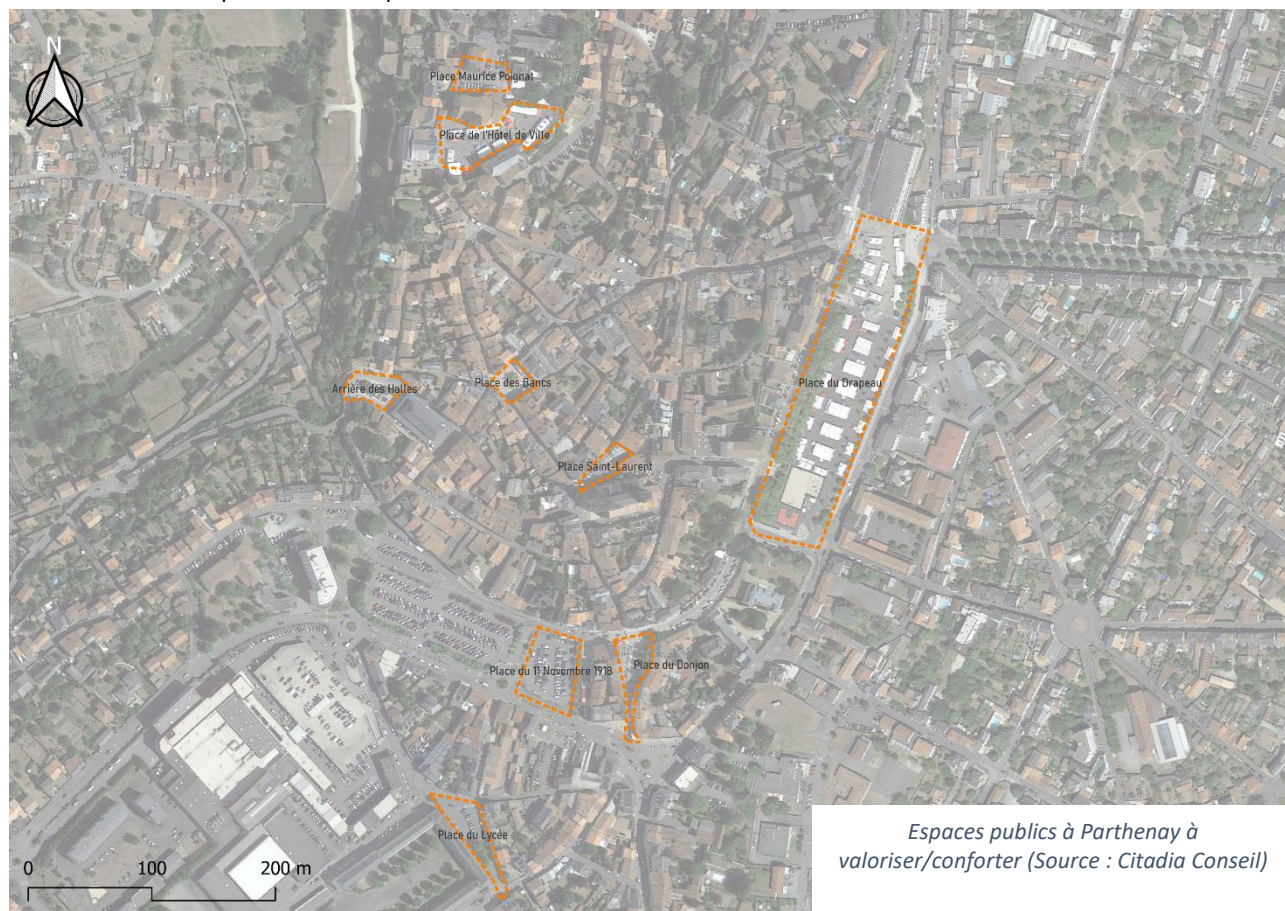 N
Place Maurice Poignat
Place de l'Hôtel de Ville
Place du Drapeau
Arrière des Halles
Place des Bancs
Place Saint-Laurent
Place du 11 Novembre 1918
Place du Donjon
Place du Lycée
0 100 200 m
Espaces publics à Parthenay à
valoriser/conforter (Source : Citadia Conseil)